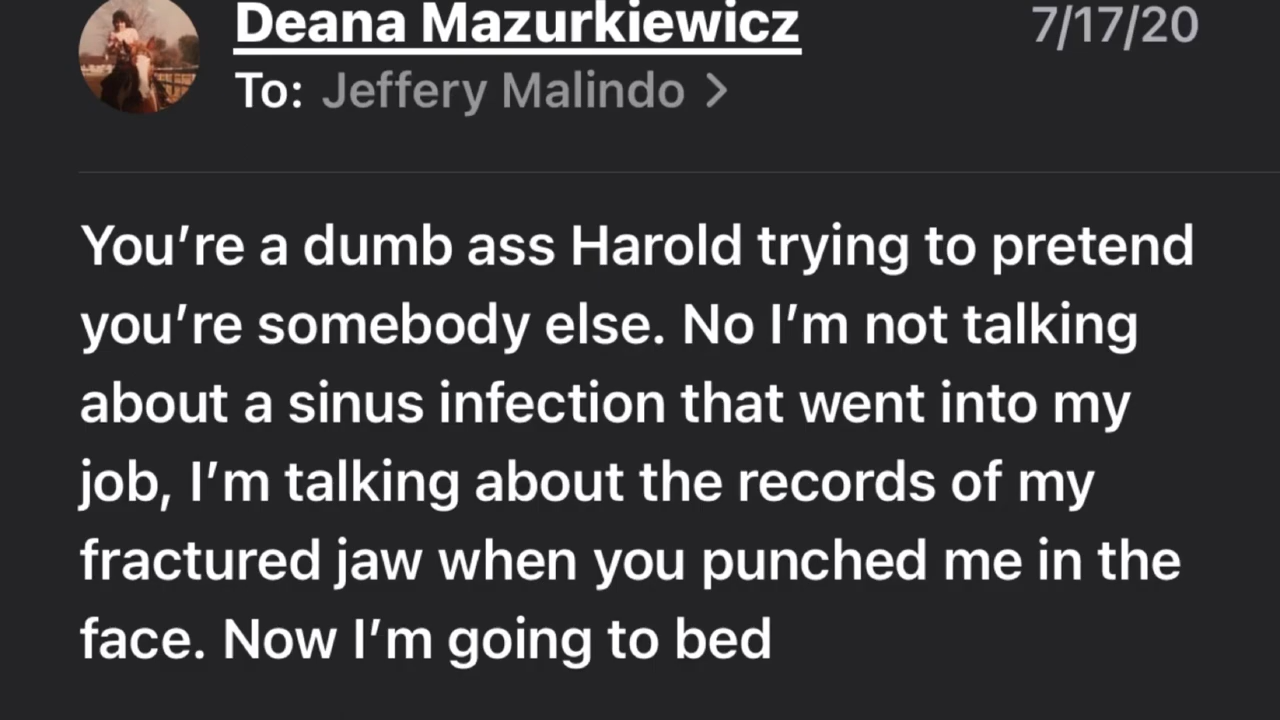 Deana Mazurkiewicz 7/17/20
To: Jeffery Malindo >
You're a dumb ass Harold trying to pretend
you're somebody else. No I'm not talking
about a sinus infection that went into my
job, I'm talking about the records of my
fractured jaw when you punched me in the
face. Now I'm going to bed